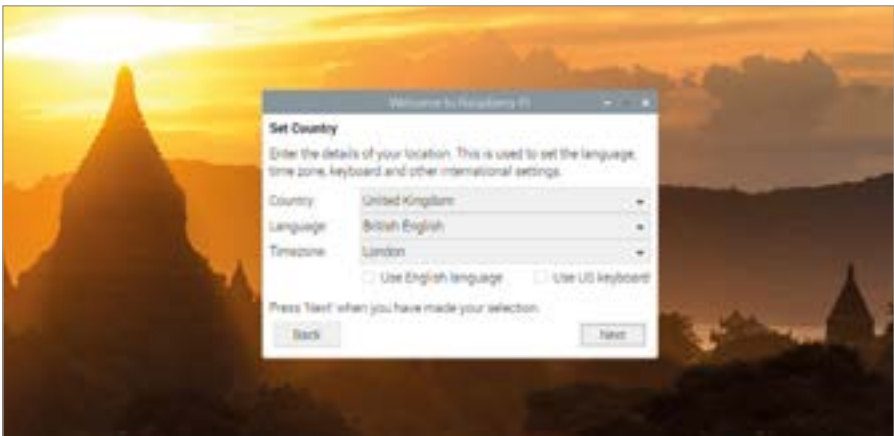 Welcome to Raspberry Pi
Set Country
Enter the details of your location. This is used to set the language,
time zone, keyboard and other international settings.
Country: United Kingdom
Language: British English
Timezone: London
Use English language Use US keyboard
Press 'Next' when you have made your selection.
Back Next